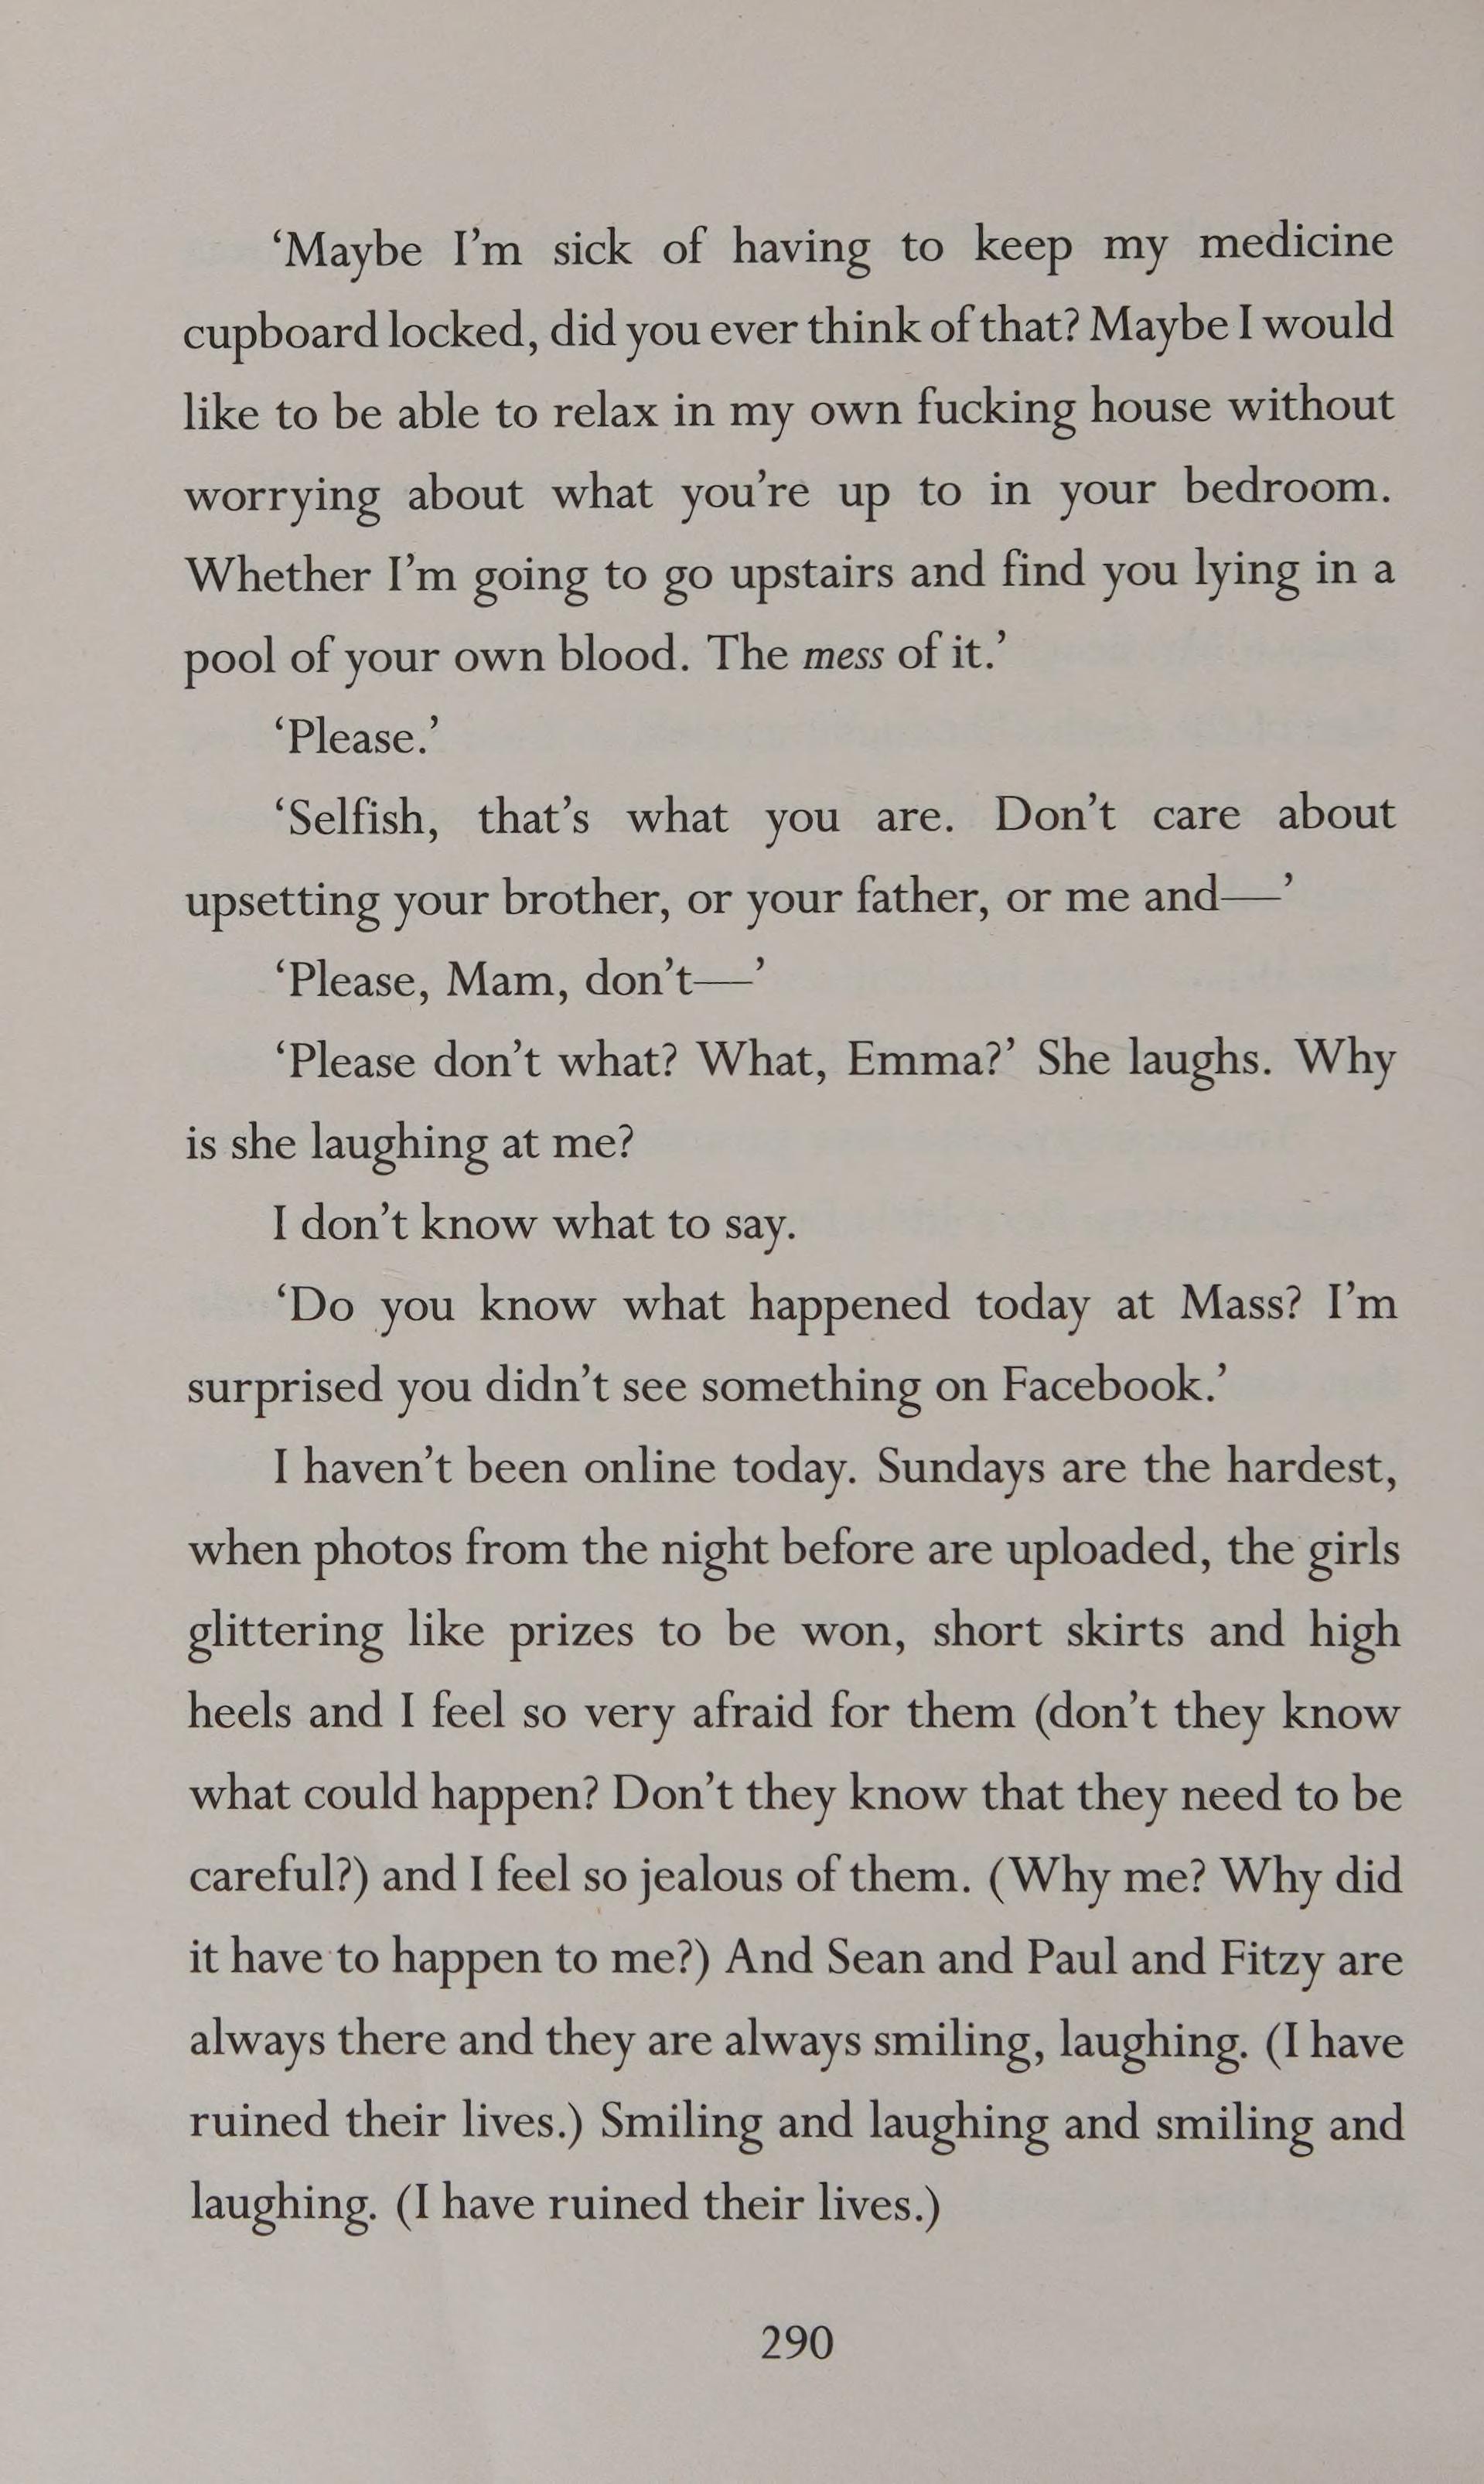 ‘Maybe I’m sick of having to keep my medicine
cupboard locked, did you ever think of that? Maybe I would
like to be able to relax in my own fucking house without
worrying about what you’re up to in your bedroom.
Whether I’m going to go upstairs and find you lying in a
pool of your own blood. The mess of it.’
‘Please.’
‘Selfish, that’s what you are. Don’t care about
upsetting your brother, or your father, or me and—’
‘Please, Mam, don’t—’
‘Please don’t what? What, Emma?’ She laughs. Why
is she laughing at me?
I don’t know what to say.
‘Do you know what happened today at Mass? I’m
surprised you didn’t see something on Facebook.’
I haven’t been online today. Sundays are the hardest,
when photos from the night before are uploaded, the girls
glittering like prizes to be won, short skirts and high
heels and I feel so very afraid for them (don’t they know
what could happen? Don’t they know that they need to be
careful?) and I feel so jealous of them. (Why me? Why did
it have to happen to me?) And Sean and Paul and Fitzy are
always there and they are always smiling, laughing. (I have
ruined their lives.) Smiling and laughing and smiling and
laughing. (I have ruined their lives.)
290